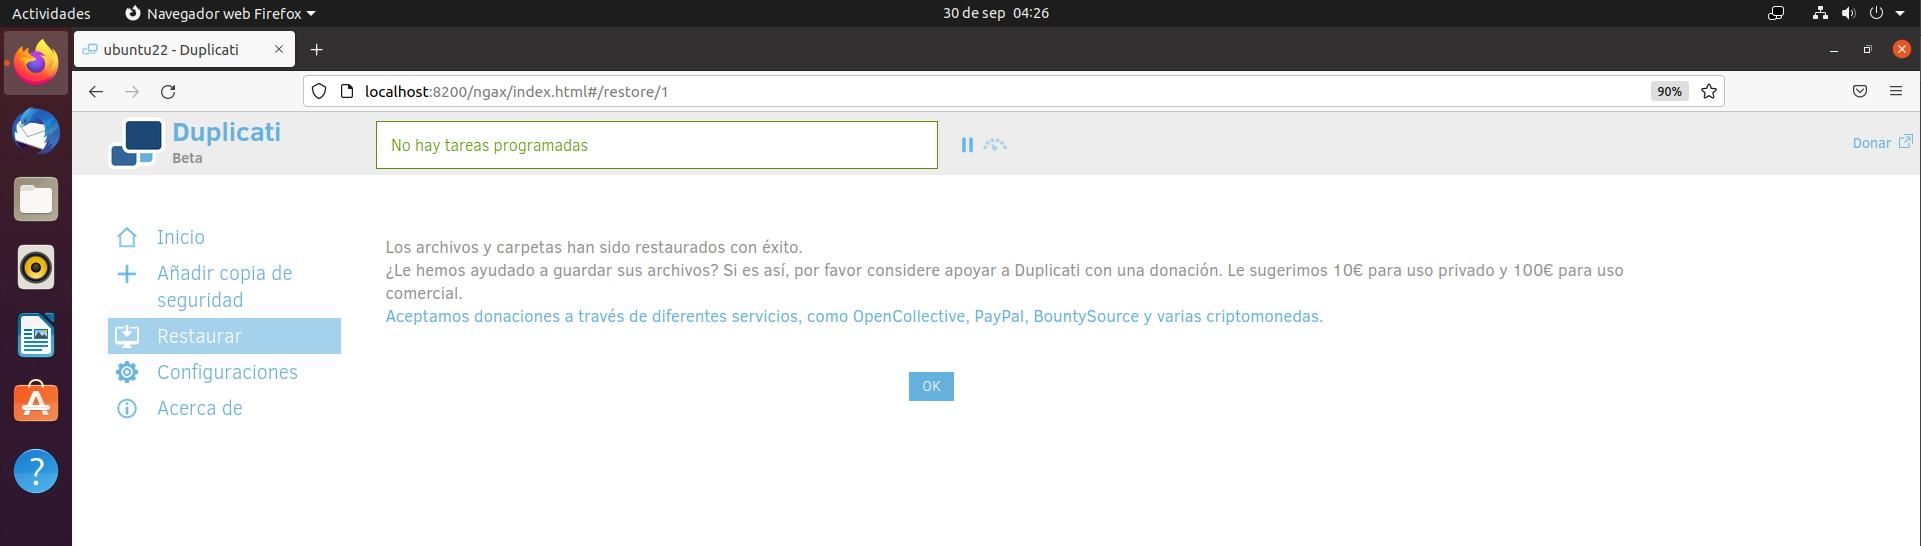 Actividades Navegador web Firefox 30 de sep 04:26
ubuntu22 - Duplicati
localhost:8200/ngax/index.html#/restore/1 90%
Duplicati
Beta
No hay tareas programadas
Donar
Inicio
Añadir copia de
seguridad
Restaurar
Configuraciones
Acerca de
Los archivos y carpetas han sido restaurados con éxito.
¿Le hemos ayudado a guardar sus archivos? Si es así, por favor considere apoyar a Duplicati con una donación. Le sugerimos 10€ para uso privado y 100€ para uso
comercial.
Aceptamos donaciones a través de diferentes servicios, como OpenCollective, PayPal, BountySource y varias criptomonedas.
OK